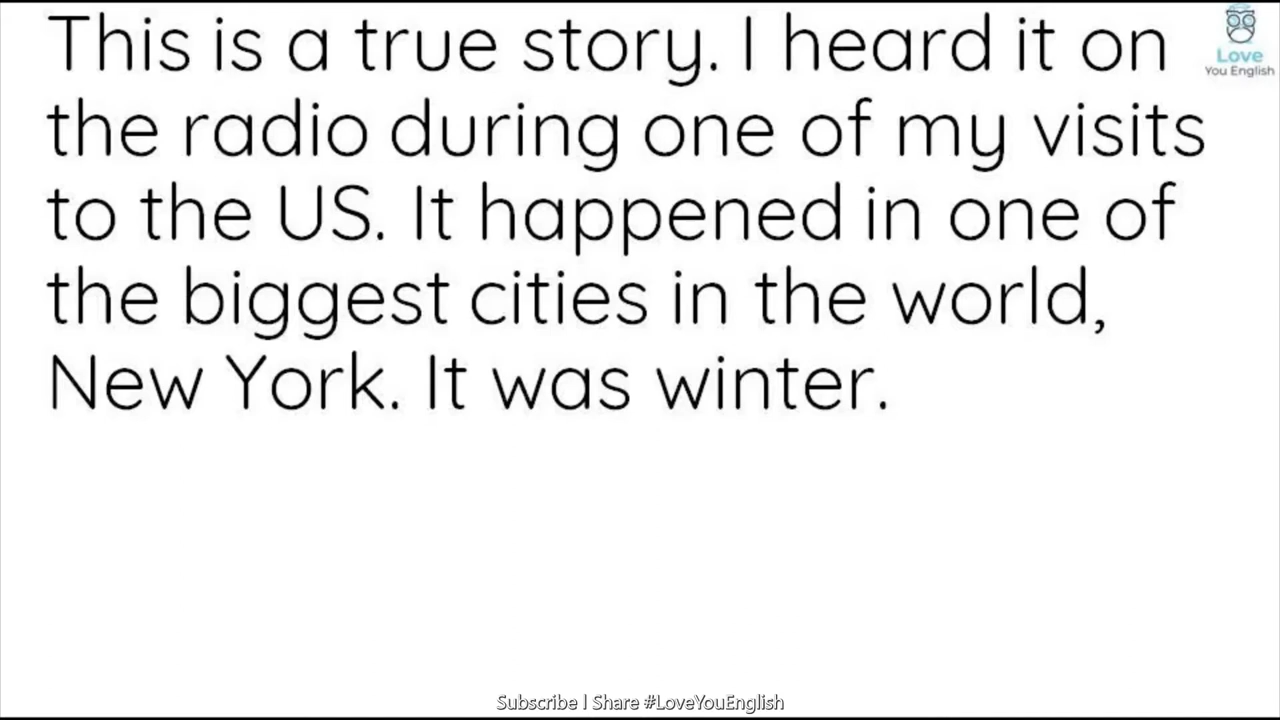 This is a true story. I heard it on
the radio during one of my visits
to the US. It happened in one of
the biggest cities in the world,
New York. It was winter.
Love
You English
Subscribe | Share #LoveYouEnglish